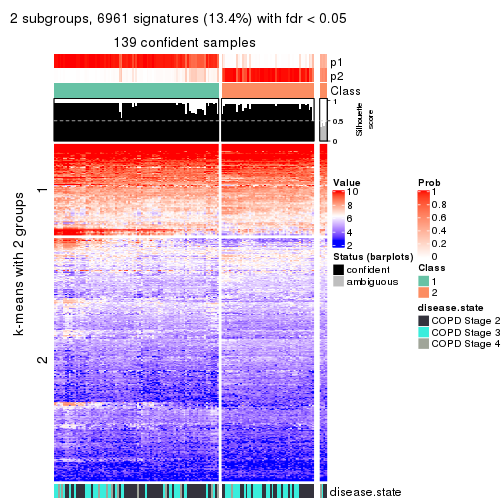 2 subgroups, 6961 signatures (13.4%) with fdr < 0.05
139 confident samples
p1
p2
Class
1
0.5
0
Silhouette
score
k-means with 2 groups
1
2
Value
10
8
6
4
2
Status (barplots)
confident
ambiguous
Prob
1
0.8
0.6
0.4
0.2
0
Class
1
2
disease.state
COPD Stage 2
COPD Stage 3
COPD Stage 4
disease.state